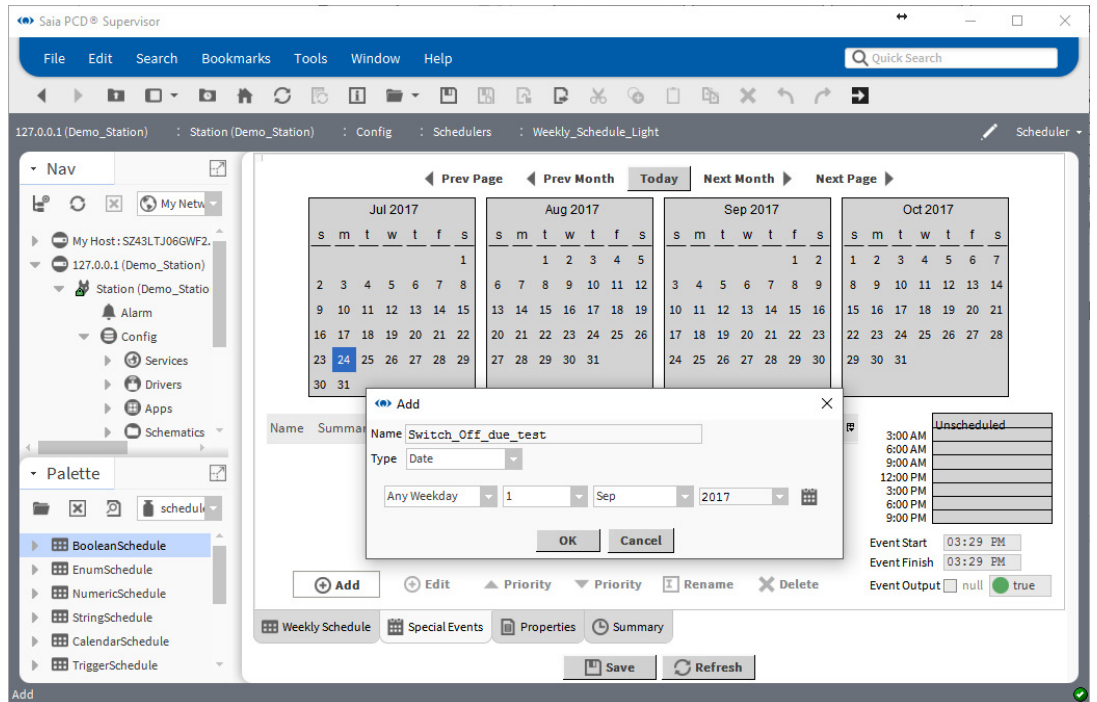 Saia PCD® Supervisor
File Edit Search Bookmarks Tools Window Help
Quick Search
127.0.0.1 (Demo_Station) : Station (Demo_Station) : Config : Schedulers : Weekly_Schedule_Light
Scheduler
Nav
My Netw
My Host : SZ43LTJ06GWF2.
127.0.0.1 (Demo_Station)
Station (Demo_Statio
Alarm
Config
Services
Drivers
Apps
Schematics
Palette
schedule
BooleanSchedule
EnumSchedule
NumericSchedule
StringSchedule
CalendarSchedule
TriggerSchedule
Prev Page Prev Month Today Next Month Next Page
Jul 2017
s m t w t f s
1
2 3 4 5 6 7 8
9 10 11 12 13 14 15
16 17 18 19 20 21 22
23 24 25 26 27 28 29
30 31
Aug 2017
s m t w t f s
1 2 3 4 5
6 7 8 9 10 11 12
13 14 15 16 17 18 19
20 21 22 23 24 25 26
27 28 29 30 31
Sep 2017
s m t w t f s
1 2
3 4 5 6 7 8 9
10 11 12 13 14 15 16
17 18 19 20 21 22 23
24 25 26 27 28 29 30
Oct 2017
s m t w t f s
1 2 3 4 5 6 7
8 9 10 11 12 13 14
15 16 17 18 19 20 21
22 23 24 25 26 27 28
29 30 31
Name Summar
Add
Name Switch_Off_due_test
Type Date
Any Weekday 1 Sep 2017
OK Cancel
Unscheduled
3:00 AM
6:00 AM
9:00 AM
12:00 PM
3:00 PM
6:00 PM
9:00 PM
Event Start 03:29 PM
Event Finish 03:29 PM
Event Output null true
Add Edit Priority Priority Rename Delete
Weekly Schedule Special Events Properties Summary
Save Refresh
Add